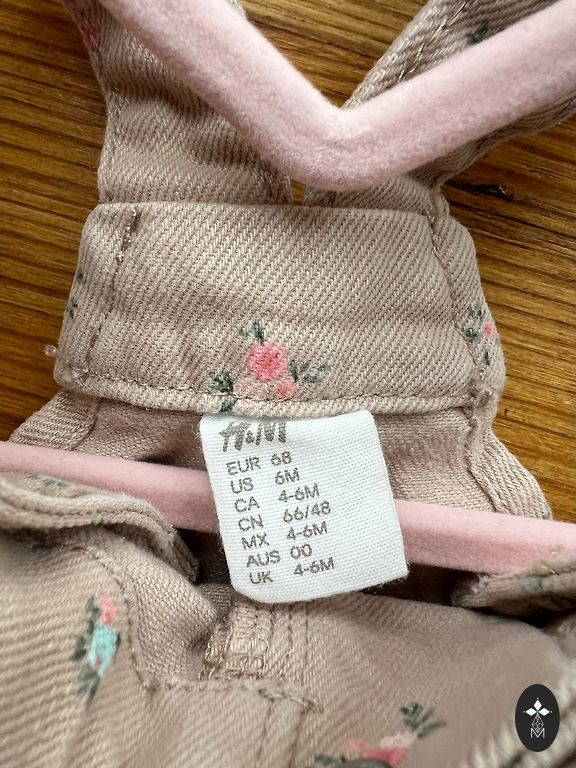 H&M
EUR 68
US 6M
CA 4-6M
CN 66/48
MX 4-6M
AUS 00
UK 4-6M
M